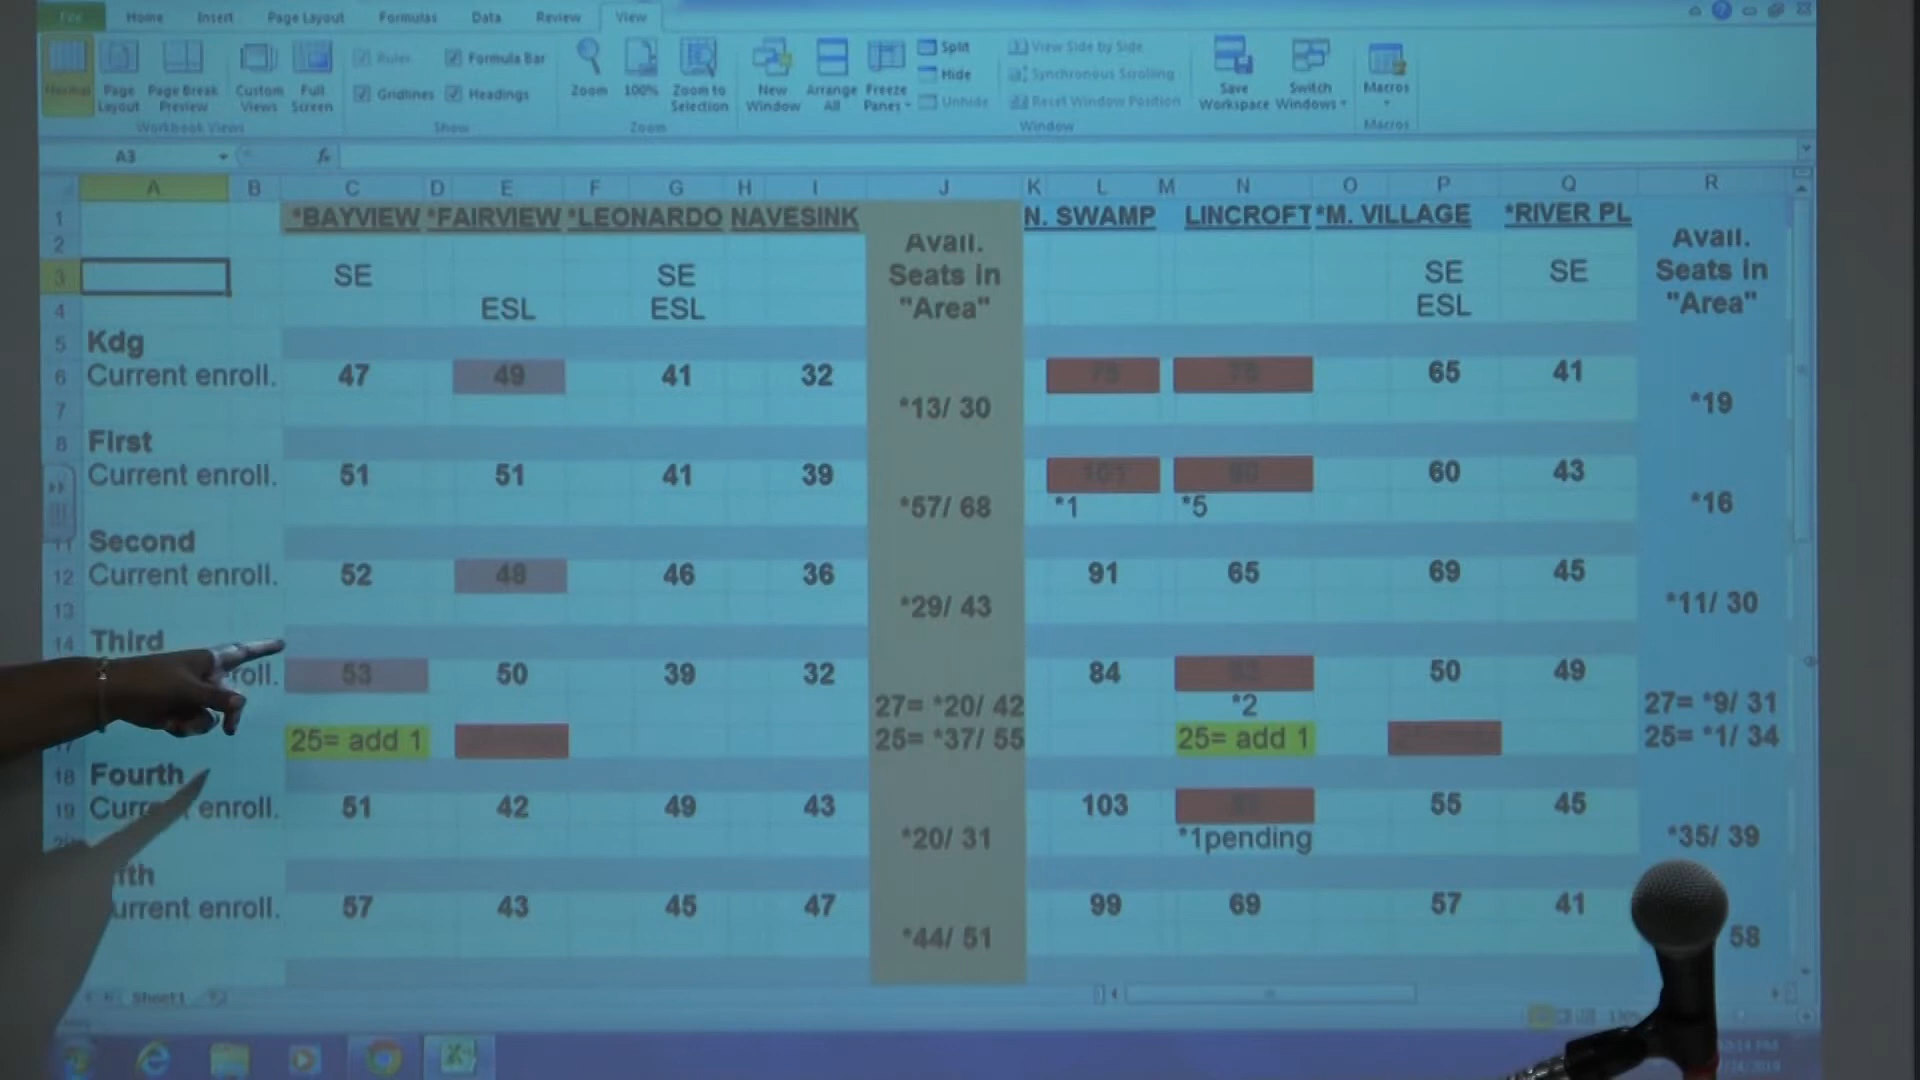 File Home Insert Page Layout Formulas Data Review View
Normal Page Layout Page Break Preview Custom Views Full Screen Ruler Formula Bar Gridlines Headings Zoom 100% Zoom to Selection New Window Arrange All Freeze Panes Split Hide Unhide View Side by Side Synchronous Scrolling Reset Window Position Save Workspace Switch Windows Macros
Workbook Views Show Zoom Window Macros
A3 fx
A B C D E F G H I J K L M N O P Q R
1 *BAYVIEW *FAIRVIEW *LEONARDO NAVESINK N. SWAMP LINCROFT *M. VILLAGE *RIVER PL
2 Avail. Avail.
3 SE SE Seats in SE SE Seats in
4 ESL ESL "Area" ESL "Area"
5 Kdg
6 Current enroll. 47 49 41 32 75 65 41
7 *13/ 30 *19
8 First
Current enroll. 51 51 41 39 101 60 43
*57/ 68 *1 *5 *16
11 Second
12 Current enroll. 52 48 46 36 91 65 69 45
13 *29/ 43 *11/ 30
14 Third
roll. 53 50 39 32 84 50 49
27= *20/ 42 *2 27= *9/ 31
17 25= add 1 25= *37/ 55 25= add 1 25= *1/ 34
18 Fourth
19 Current enroll. 51 42 49 43 103 55 45
20 *20/ 31 *1pending *35/ 39
ifth
urrent enroll. 57 43 45 47 99 69 57 41
*44/ 51 58
Sheet1